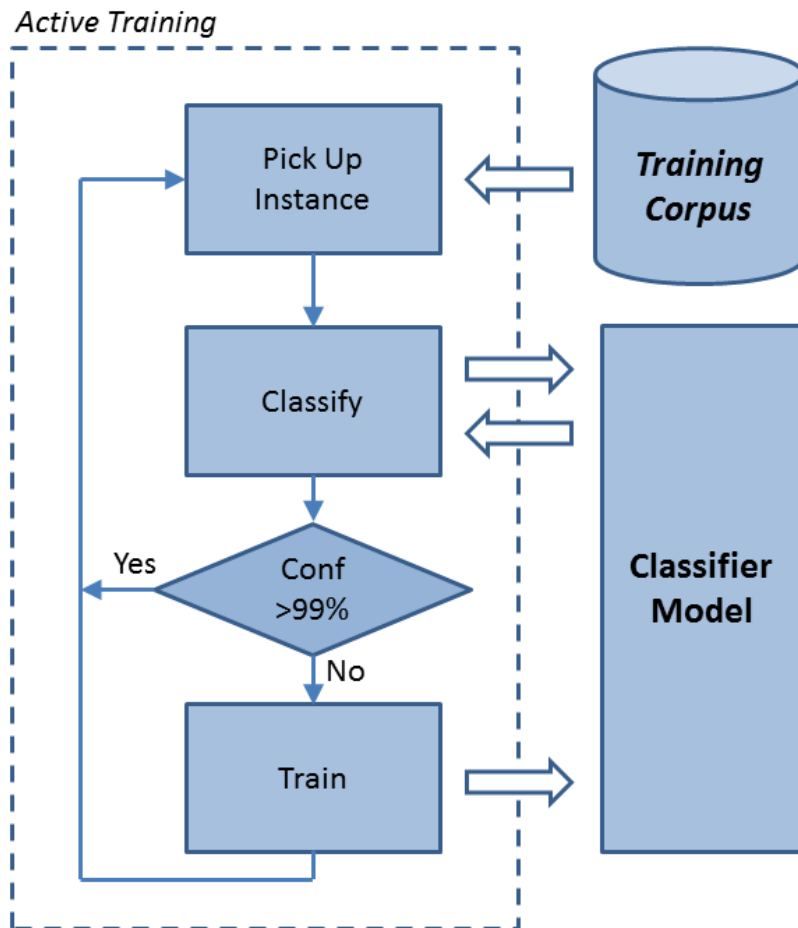 Active Training
Pick Up
Instance
Training
Corpus
Classify
Yes
Conf
>99%
Classifier
Model
No
Train